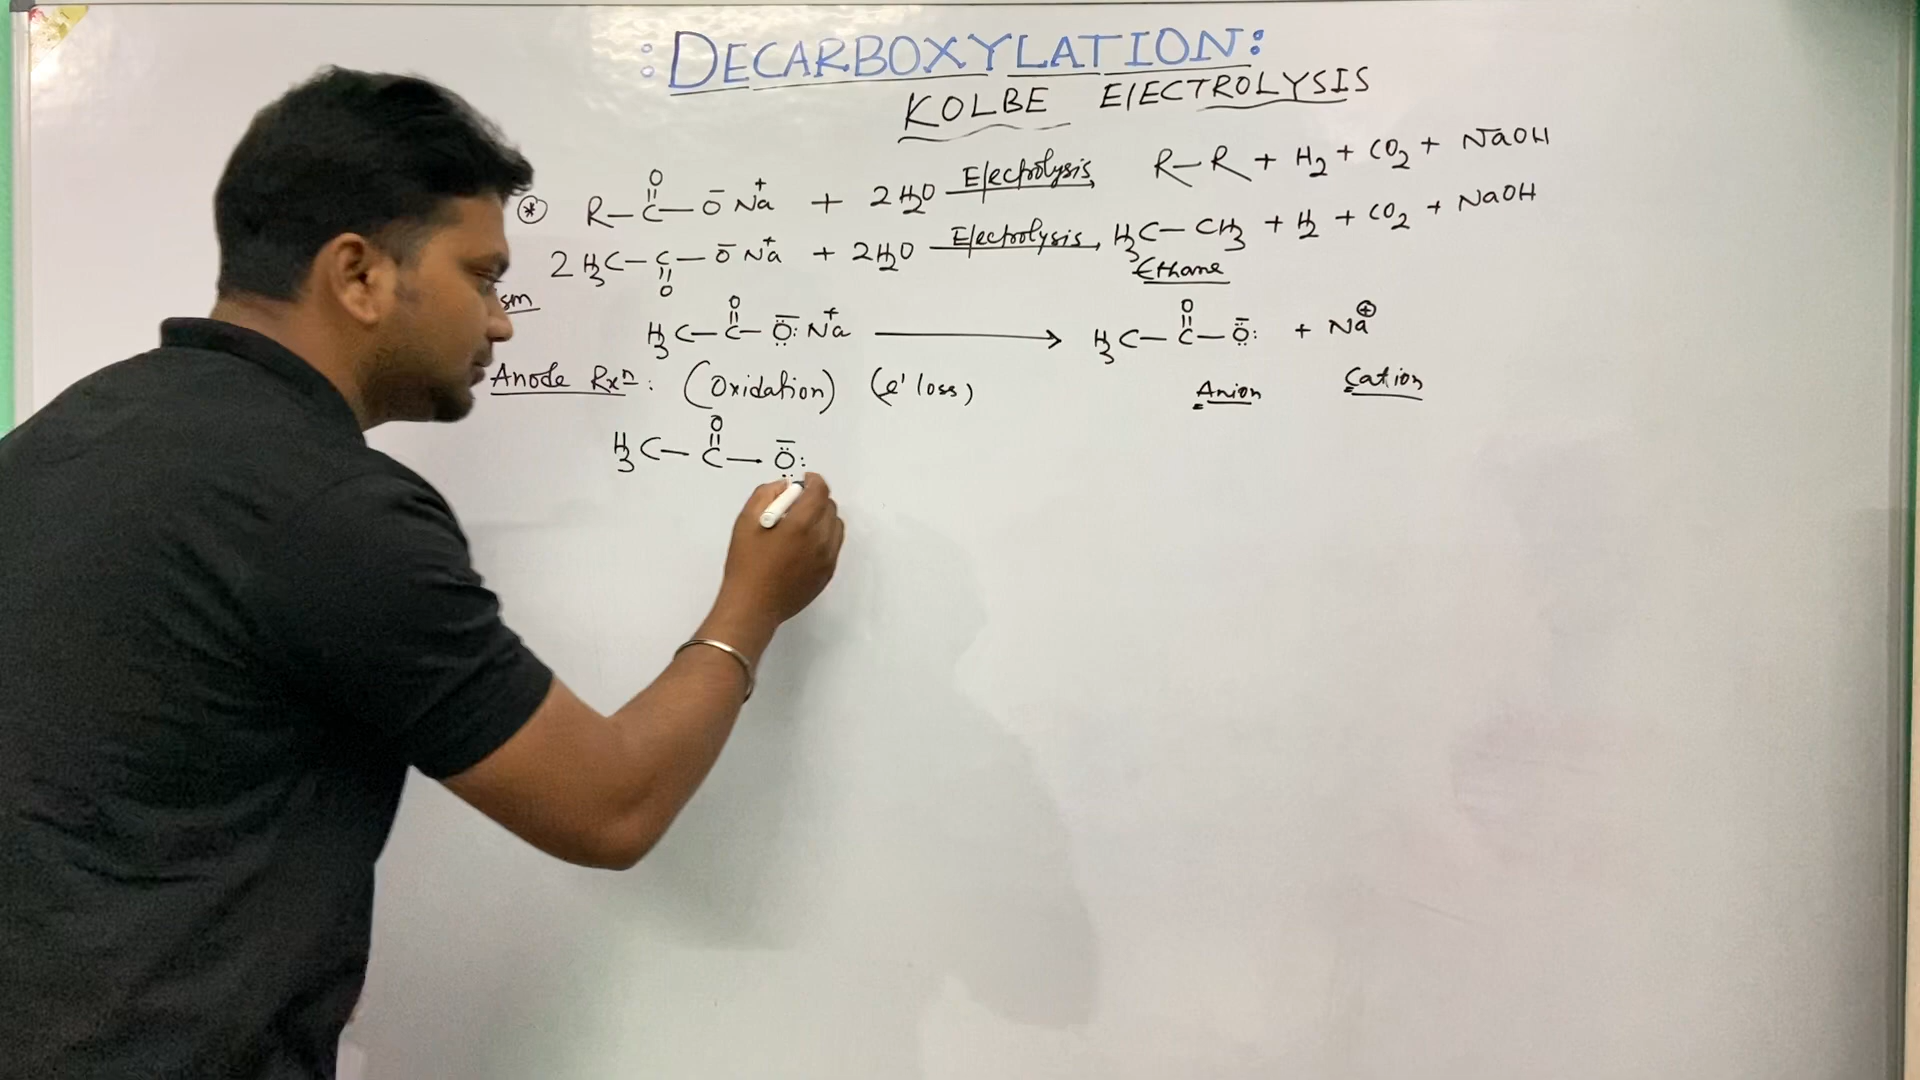 : DECARBOXYLATION:
KOLBE ElECTROLYSIS
* R-C(=O)-O⁻ Na⁺ + 2H₂O Electrolysis R-R + H₂ + CO₂ + NaOH
2 H₃C-C(=O)-O⁻ Na⁺ + 2H₂O Electrolysis H₃C-CH₃ + H₂ + CO₂ + NaOH
Ethane
sm
H₃C-C(=O)-Ö:⁻ Na⁺ ⟶ H₃C-C(=O)-Ö:⁻ + Na⊕
Anion Cation
Anode Rxⁿ: (Oxidation) (e' loss)
H₃C-C(=O)-Ö:⁻